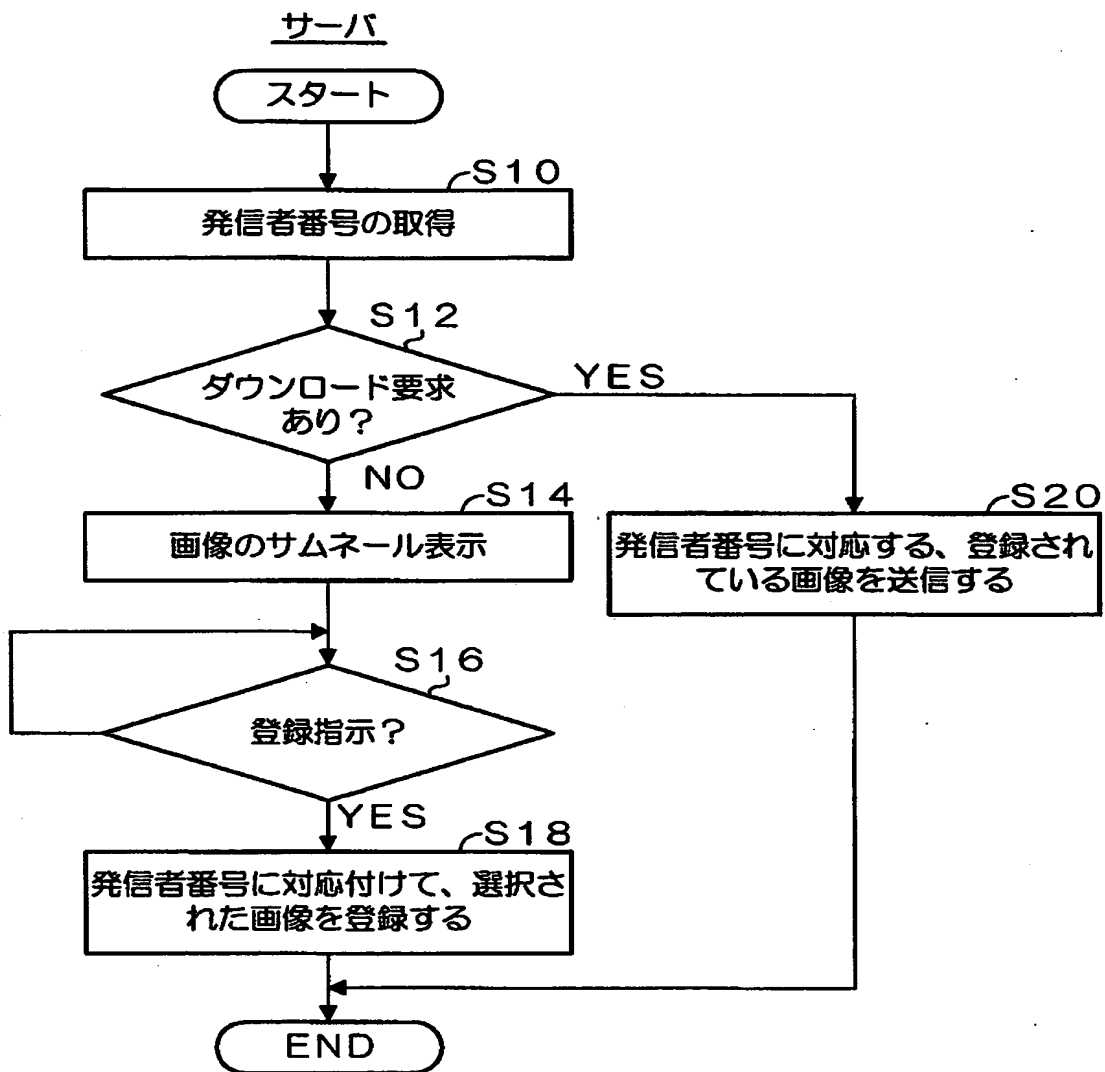 サーバ
スタート
S10
発信者番号の取得
S12
ダウンロード要求
あり?
YES
NO
S14
画像のサムネール表示
S20
発信者番号に対応する、登録され
ている画像を送信する
S16
登録指示?
YES
S18
発信者番号に対応付けて、選択さ
れた画像を登録する
END